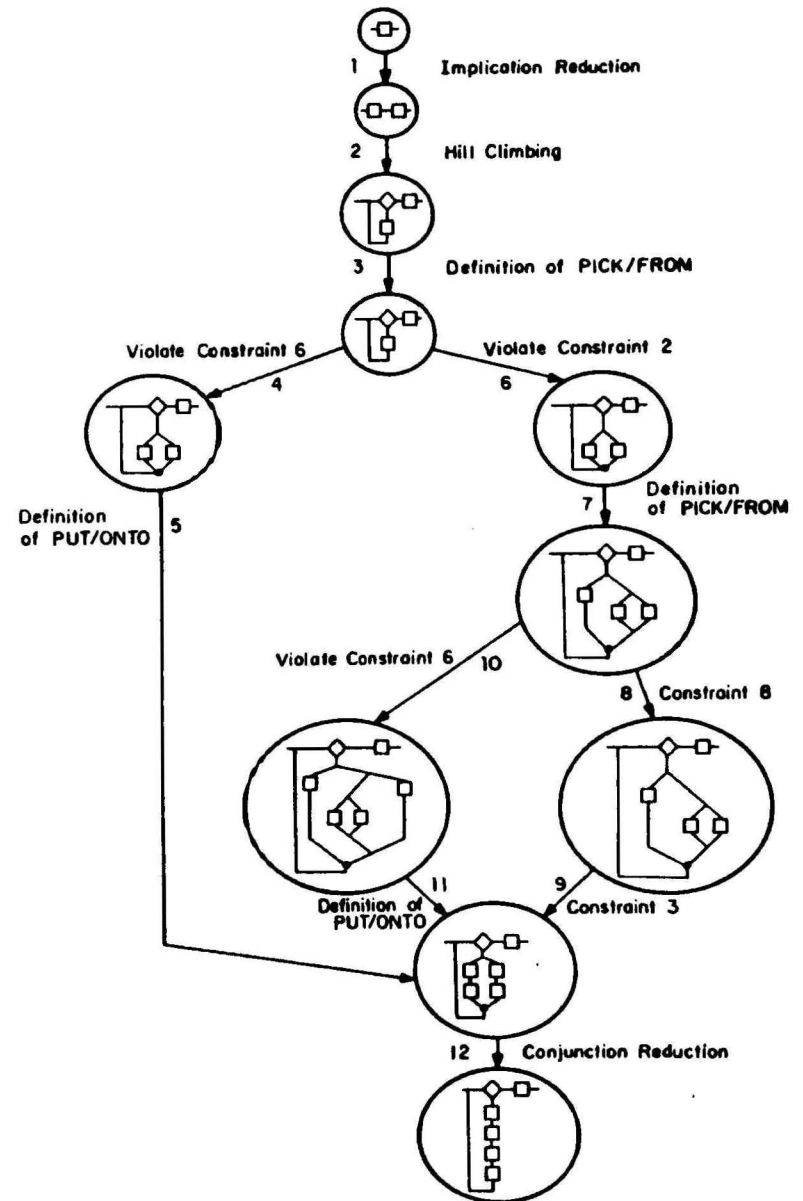 1 Implication Reduction
2 Hill Climbing
3 Definition of PICK/FROM
Violate Constraint 6
4
Violate Constraint 2
6
Definition
of PUT/ONTO
5
7
Definition
of PICK/FROM
Violate Constraint 6
10
8 Constraint 8
11
Definition of
PUT/ONTO
9
Constraint 3
12 Conjunction Reduction